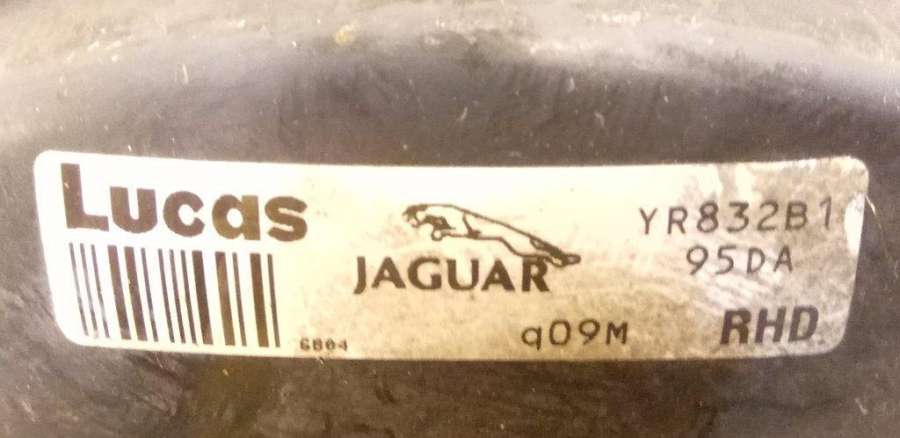 Lucas
JAGUAR
YR832B1
95DA
6804
q09M
RHD